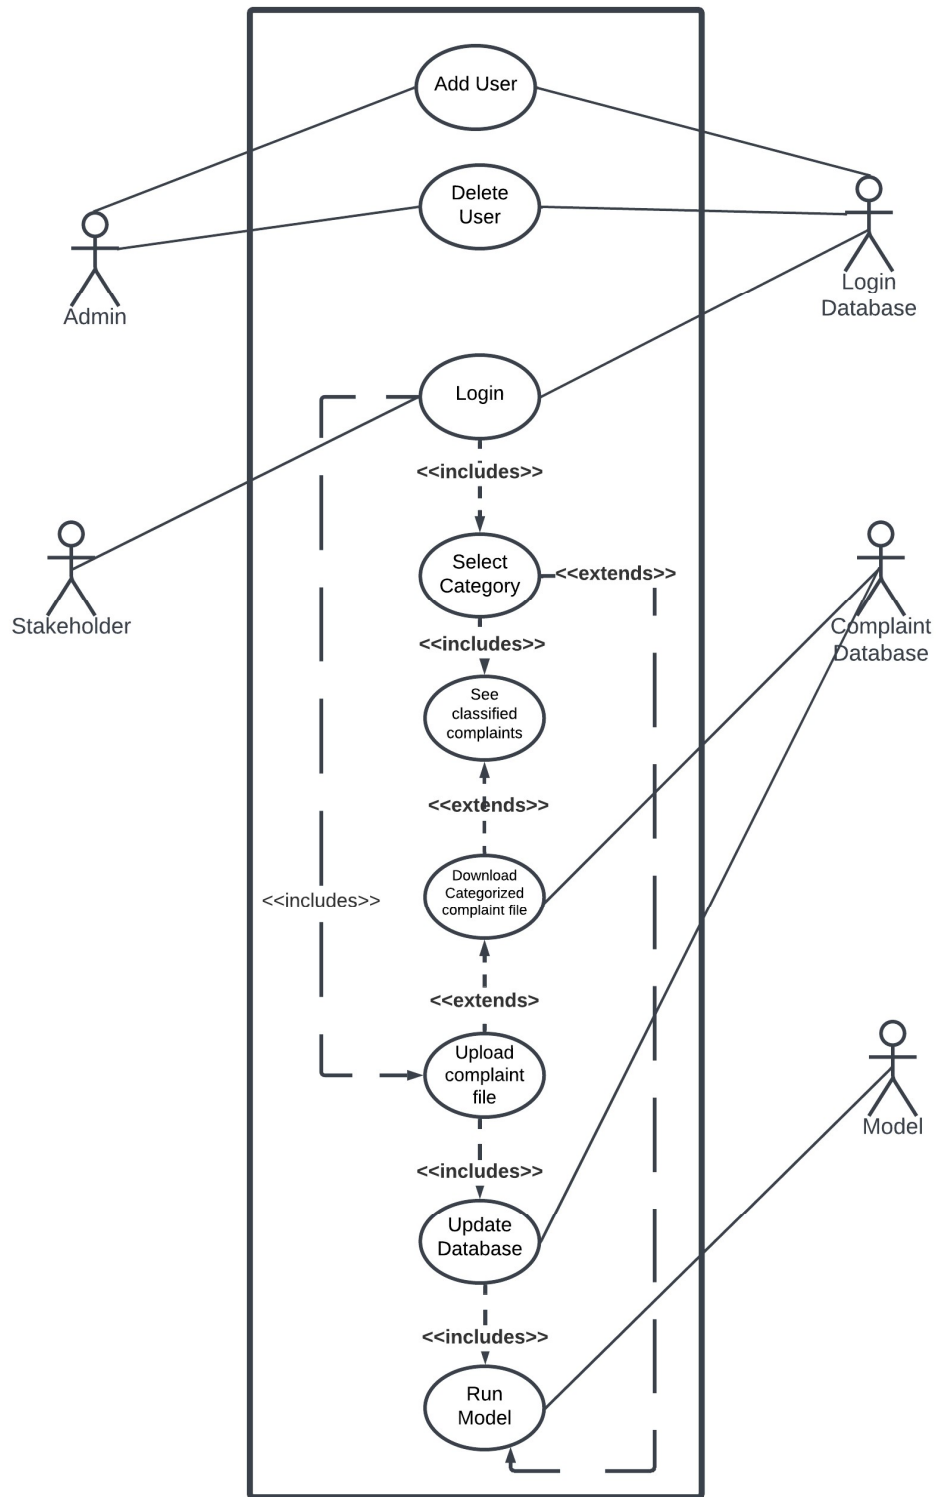 Add User
Delete
User
Admin
Login
Database
Login
<<includes>>
Select
Category
<<extends>>
Stakeholder
Complaint
Database
<<includes>>
See
classified
complaints
<<extends>>
Download
Categorized
complaint file
<<includes>>
<<extends>
Upload
complaint
file
Model
<<includes>>
Update
Database
<<includes>>
Run
Model